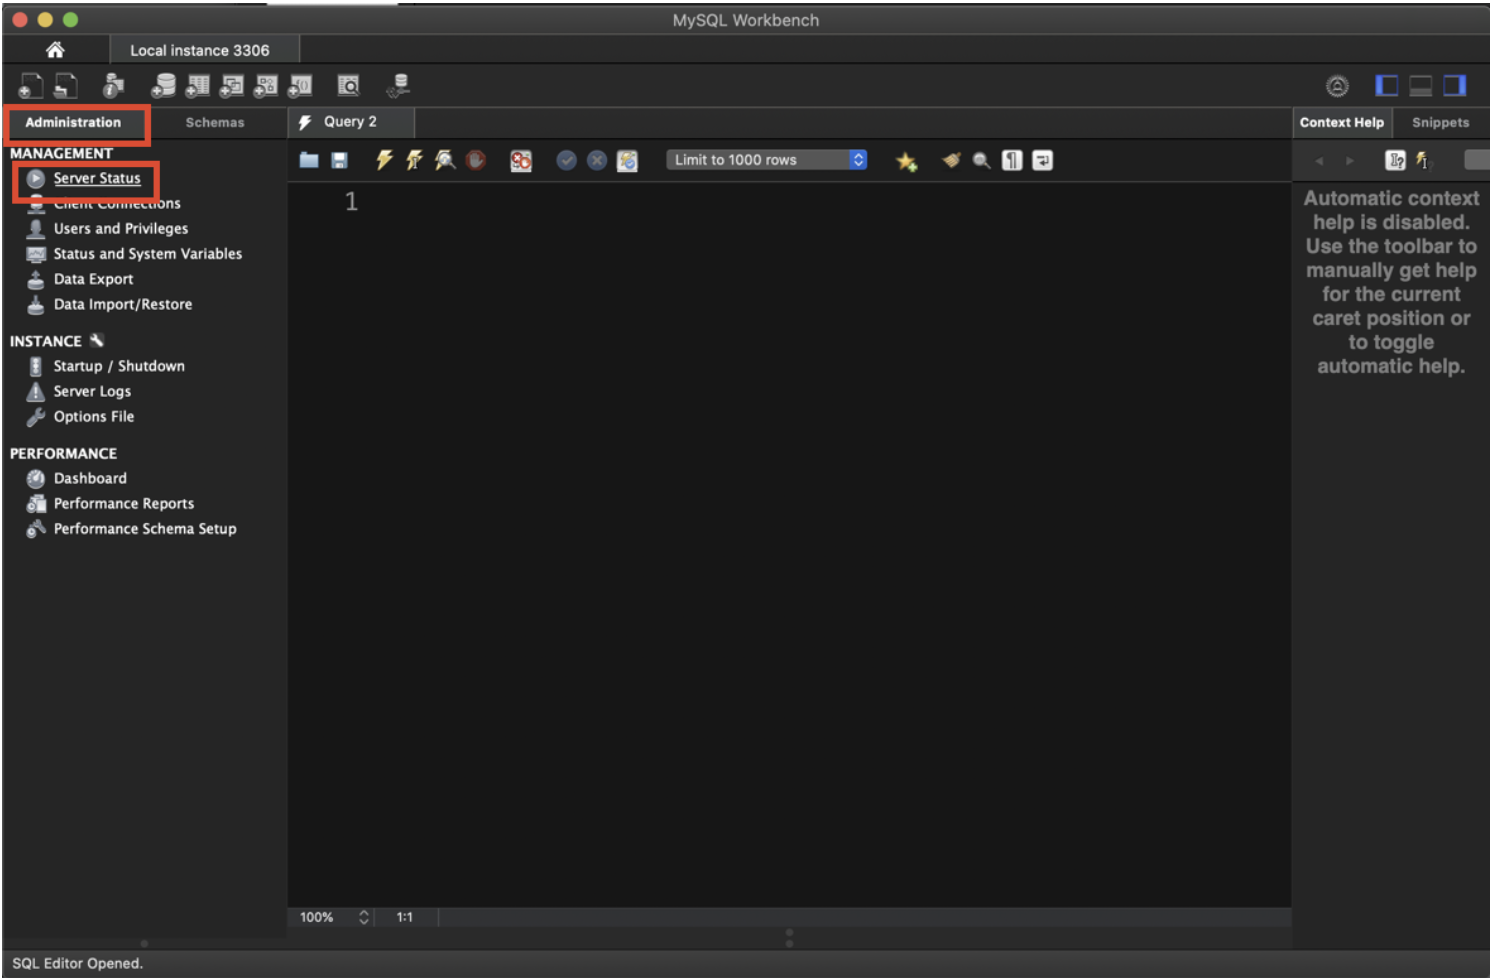 MySQL Workbench
Local instance 3306
Administration
Schemas
MANAGEMENT
Server Status
Client Connections
Users and Privileges
Status and System Variables
Data Export
Data Import/Restore
INSTANCE
Startup / Shutdown
Server Logs
Options File
PERFORMANCE
Dashboard
Performance Reports
Performance Schema Setup
Query 2
Limit to 1000 rows
1
100%
1:1
Context Help
Snippets
Automatic context
help is disabled.
Use the toolbar to
manually get help
for the current
caret position or
to toggle
automatic help.
SQL Editor Opened.